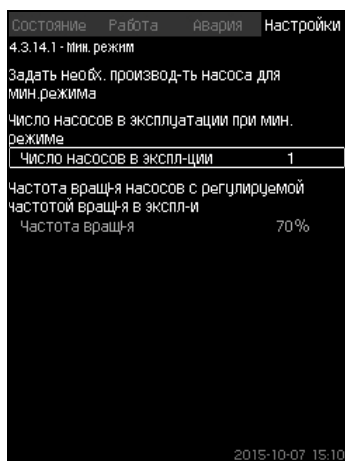 Состояние Работа Авария Настройки
4.3.14.1 - Мин. режим
Задать необх. производ-ть насоса для
мин.режима
Число насосов в эксплуатации при мин.
режиме
Число насосов в экспл-ции 1
Частота вращ-я насосов с регулируемой
частотой вращ-я в экспл-и
Частота вращ-я 70%
2015-10-07 15:10